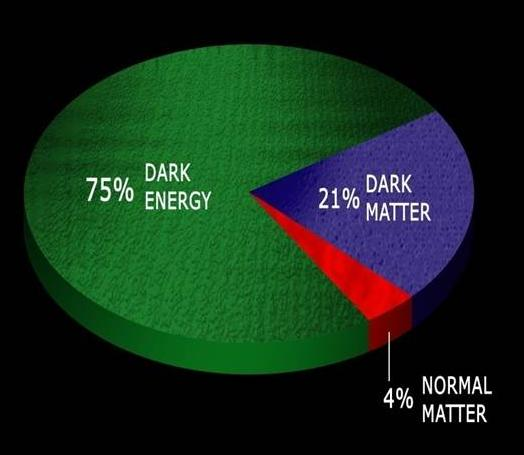 75% DARK
ENERGY
21% DARK
MATTER
4% NORMAL
MATTER